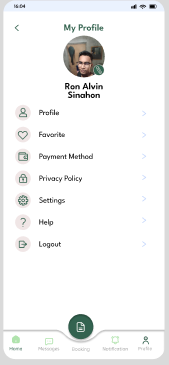 16:04
My Profile
Ron Alvin
Sinahon
Profile
Favorite
Payment Method
Privacy Policy
Settings
Help
Logout
Home
Messages
Booking
Notification
Profile